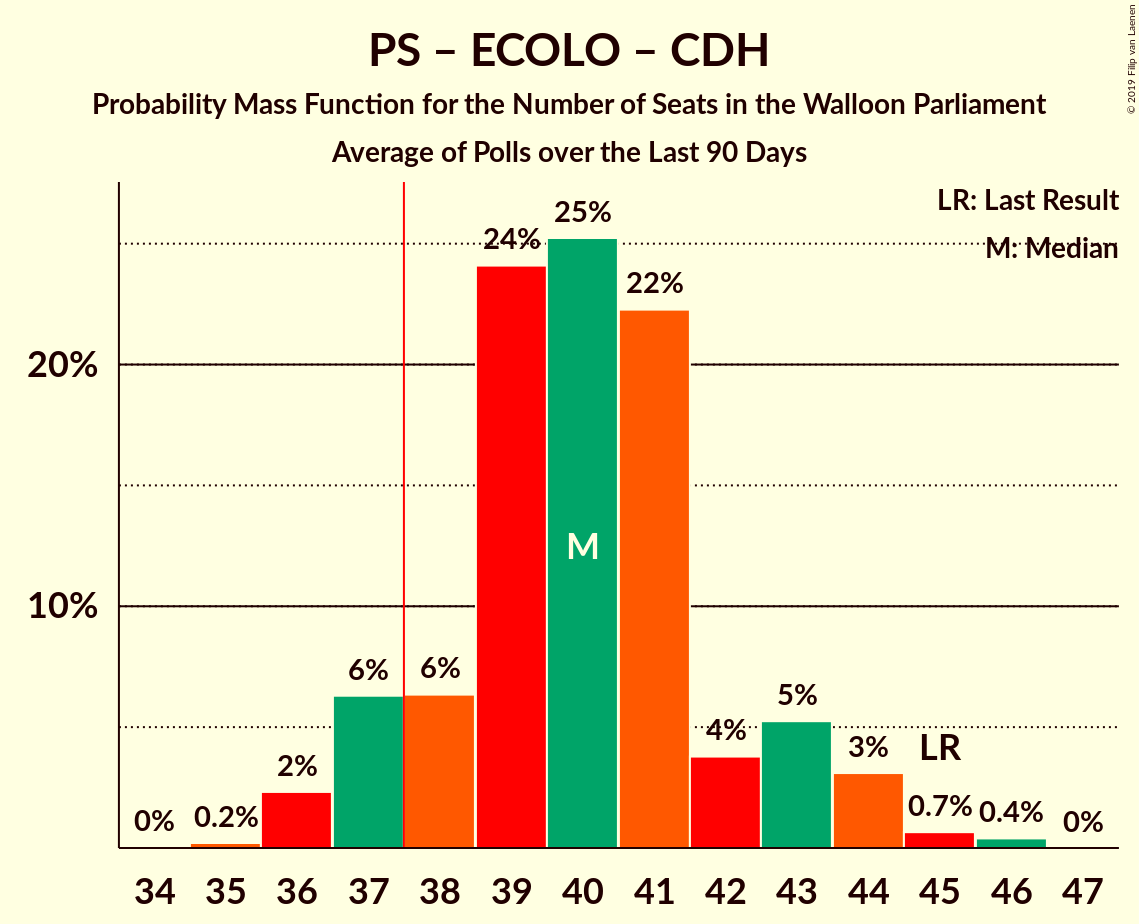 PS – ECOLO – CDH
Probability Mass Function for the Number of Seats in the Walloon Parliament
Average of Polls over the Last 90 Days
© 2019 Filip van Laenen
LR: Last Result
M: Median
20%
10%
0%
0.2%
2%
6%
6%
24%
25%
22%
4%
5%
3%
0.7%
0.4%
0%
M
LR
34 35 36 37 38 39 40 41 42 43 44 45 46 47